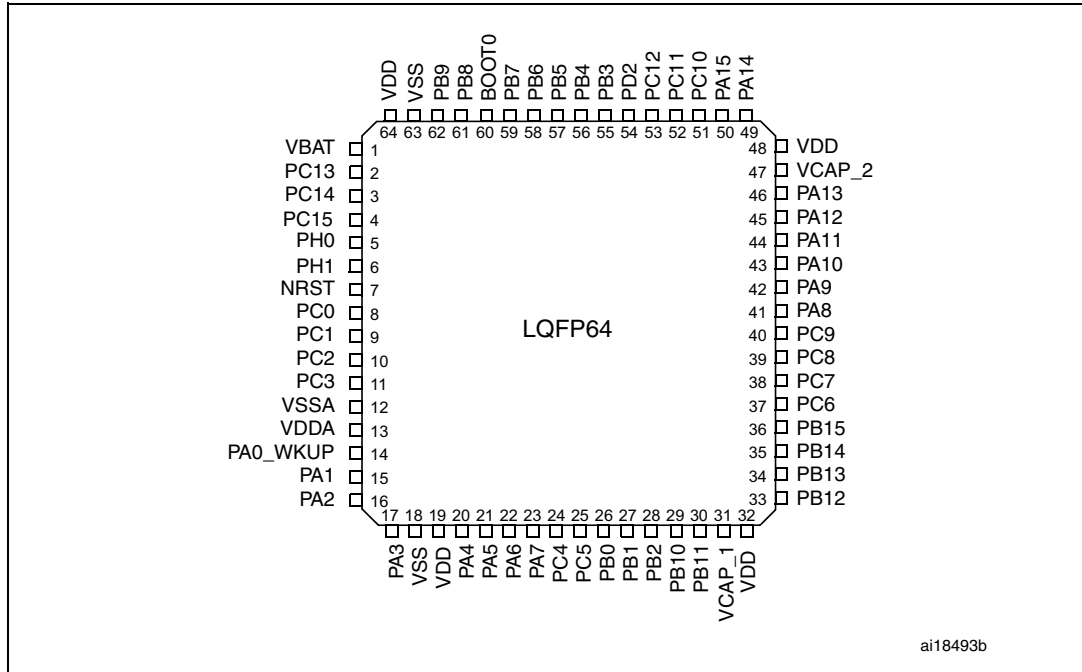 VDD VSS PB9 PB8 BOOT0 PB7 PB6 PB5 PB4 PB3 PD2 PC12 PC11 PC10 PA15 PA14
64 63 62 61 60 59 58 57 56 55 54 53 52 51 50 49
VBAT 1
PC13 2
PC14 3
PC15 4
PH0 5
PH1 6
NRST 7
PC0 8
PC1 9
PC2 10
PC3 11
VSSA 12
VDDA 13
PA0_WKUP 14
PA1 15
PA2 16
LQFP64
48 VDD
47 VCAP_2
46 PA13
45 PA12
44 PA11
43 PA10
42 PA9
41 PA8
40 PC9
39 PC8
38 PC7
37 PC6
36 PB15
35 PB14
34 PB13
33 PB12
17 18 19 20 21 22 23 24 25 26 27 28 29 30 31 32
PA3 VSS VDD PA4 PA5 PA6 PA7 PC4 PC5 PB0 PB1 PB2 PB10 PB11 VCAP_1 VDD
ai18493b